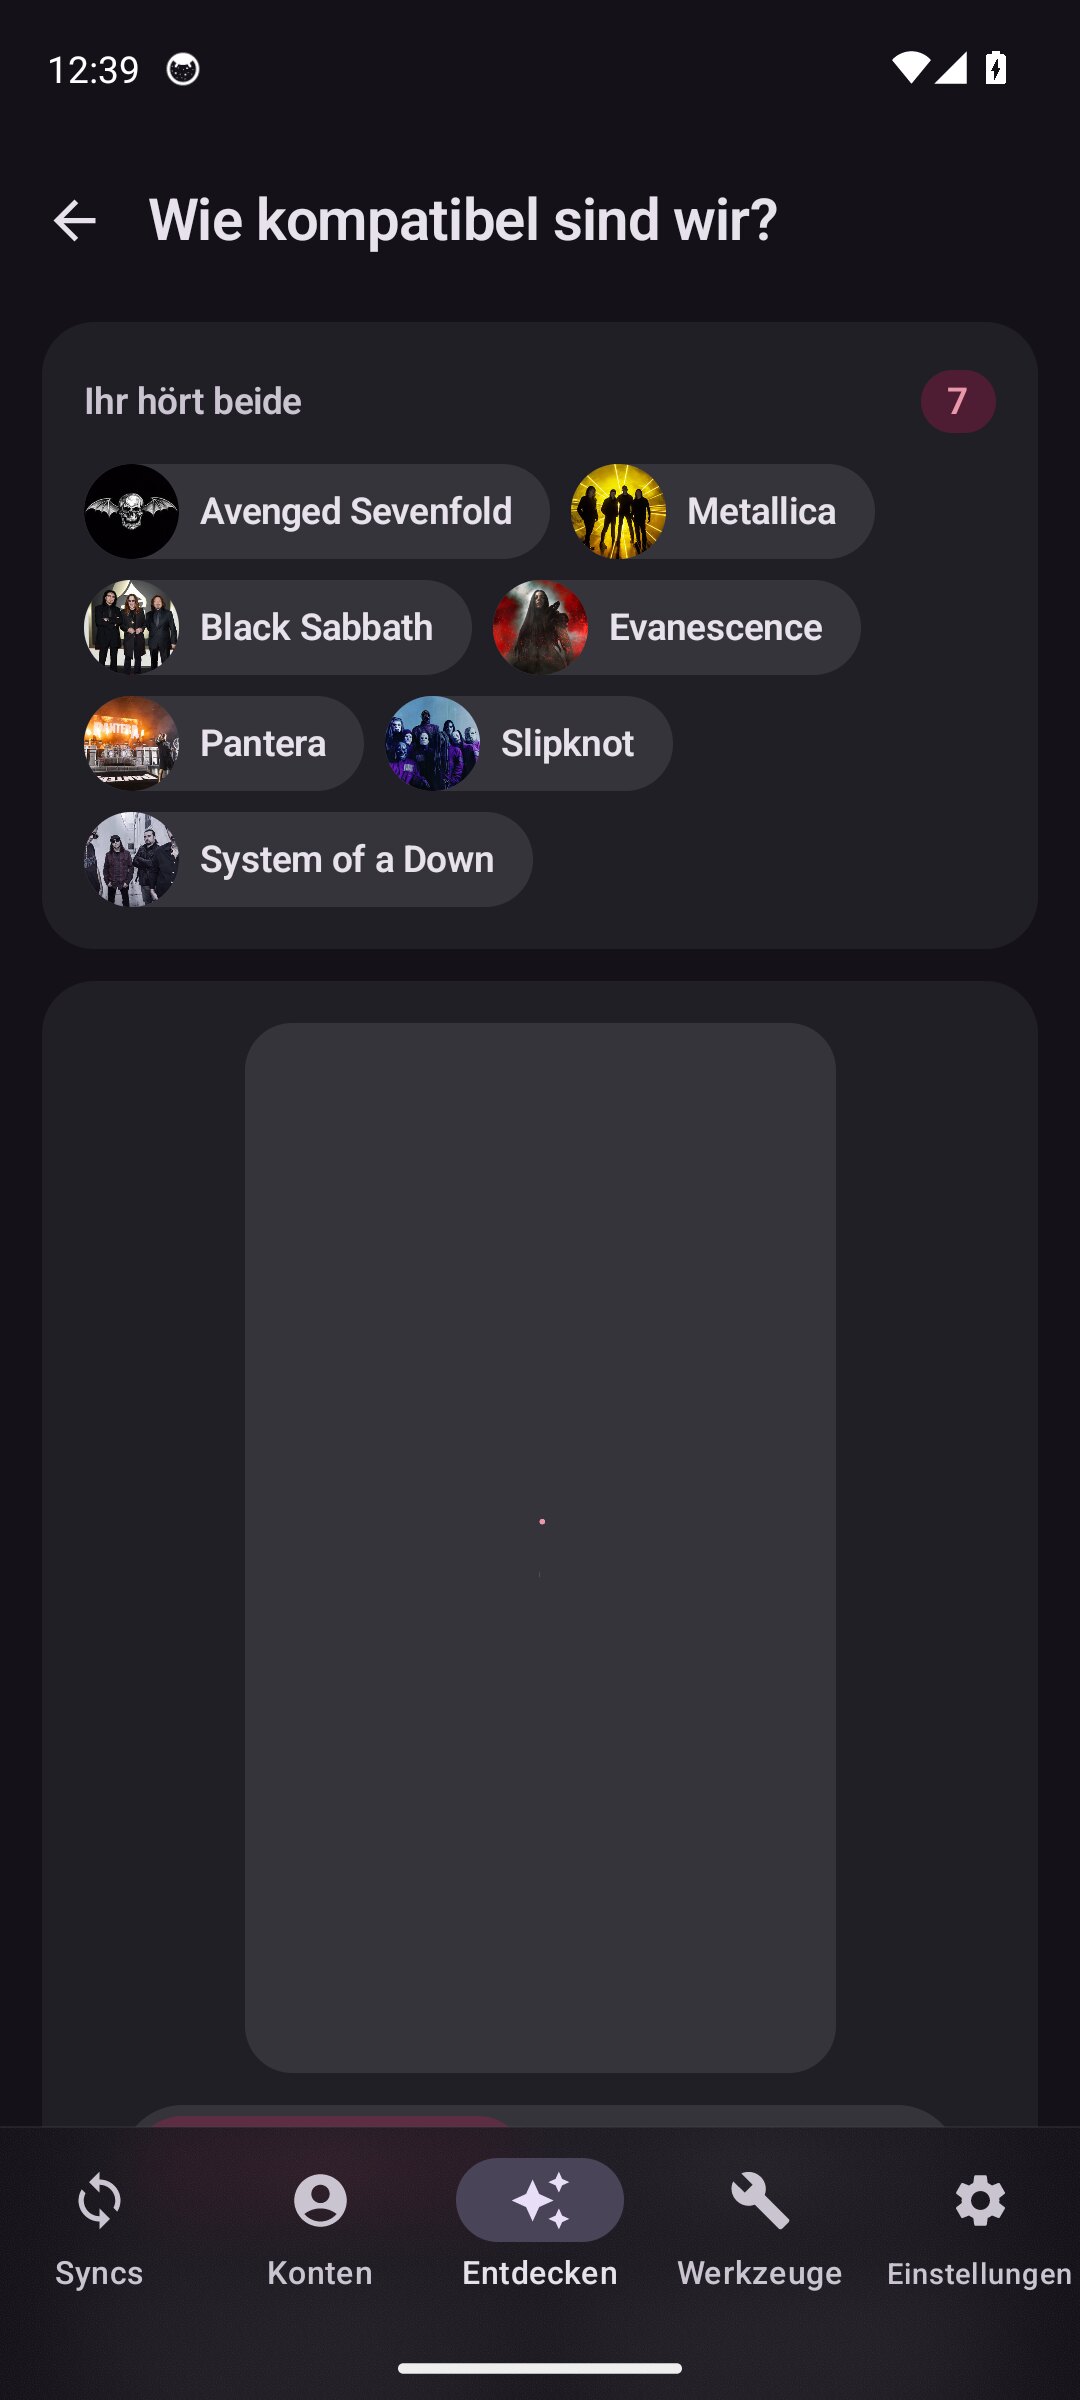 12:39
Wie kompatibel sind wir?
Ihr hört beide
7
Avenged Sevenfold
Metallica
Black Sabbath
Evanescence
Pantera
Slipknot
System of a Down
Syncs
Konten
Entdecken
Werkzeuge
Einstellungen